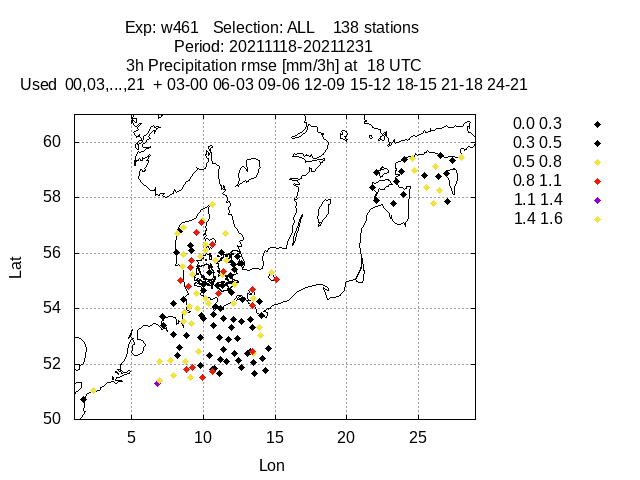 Exp: w461 Selection: ALL 138 stations
Period: 20211118-20211231
3h Precipitation rmse [mm/3h] at 18 UTC
Used 00,03,...,21 + 03-00 06-03 09-06 12-09 15-12 18-15 21-18 24-21
0.0 0.3
0.3 0.5
0.5 0.8
0.8 1.1
1.1 1.4
1.4 1.6
60
58
56
54
52
50
Lat
5 10 15 20 25
Lon